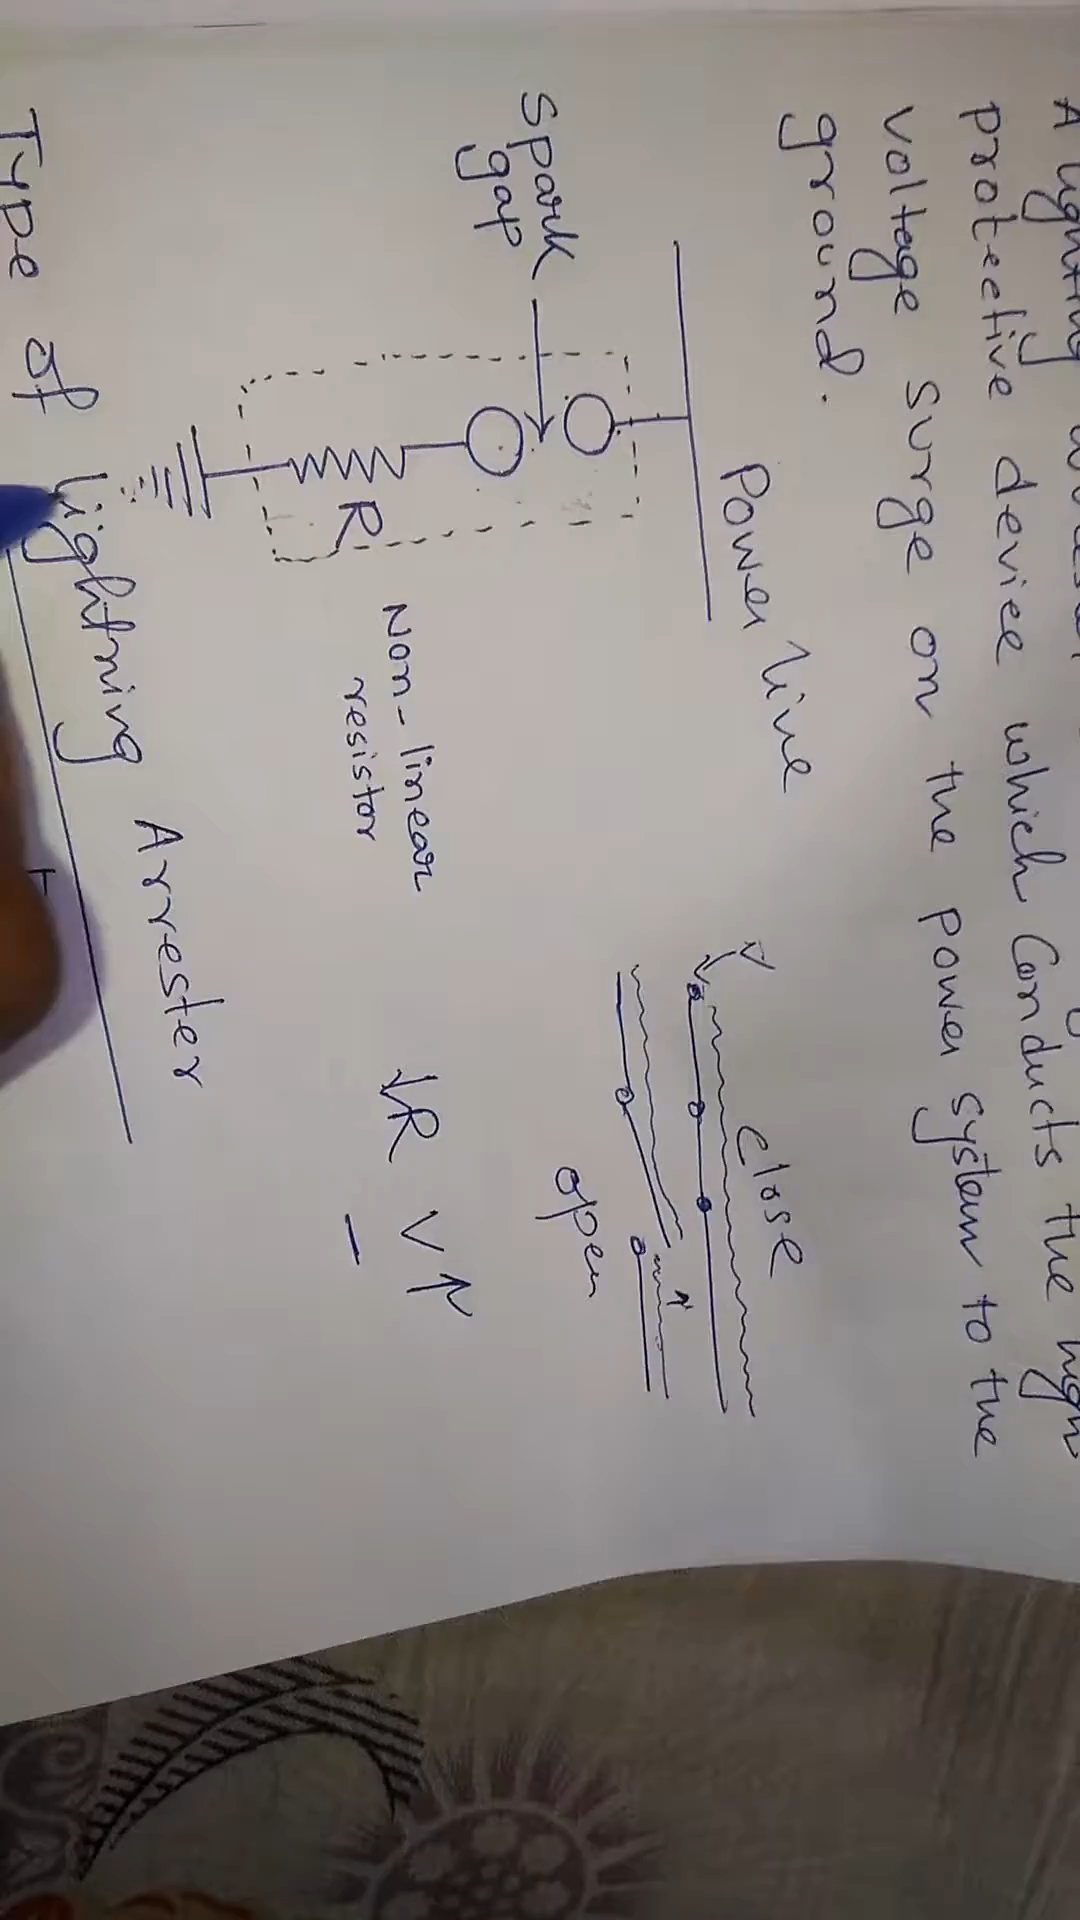 A lighting
protective device which conducts the high
voltage surge on the power system to the
ground.
Power line
Spark
gap
R
Non-linear
resistor
close
open
↓R V↑
Type of Lightning Arrester